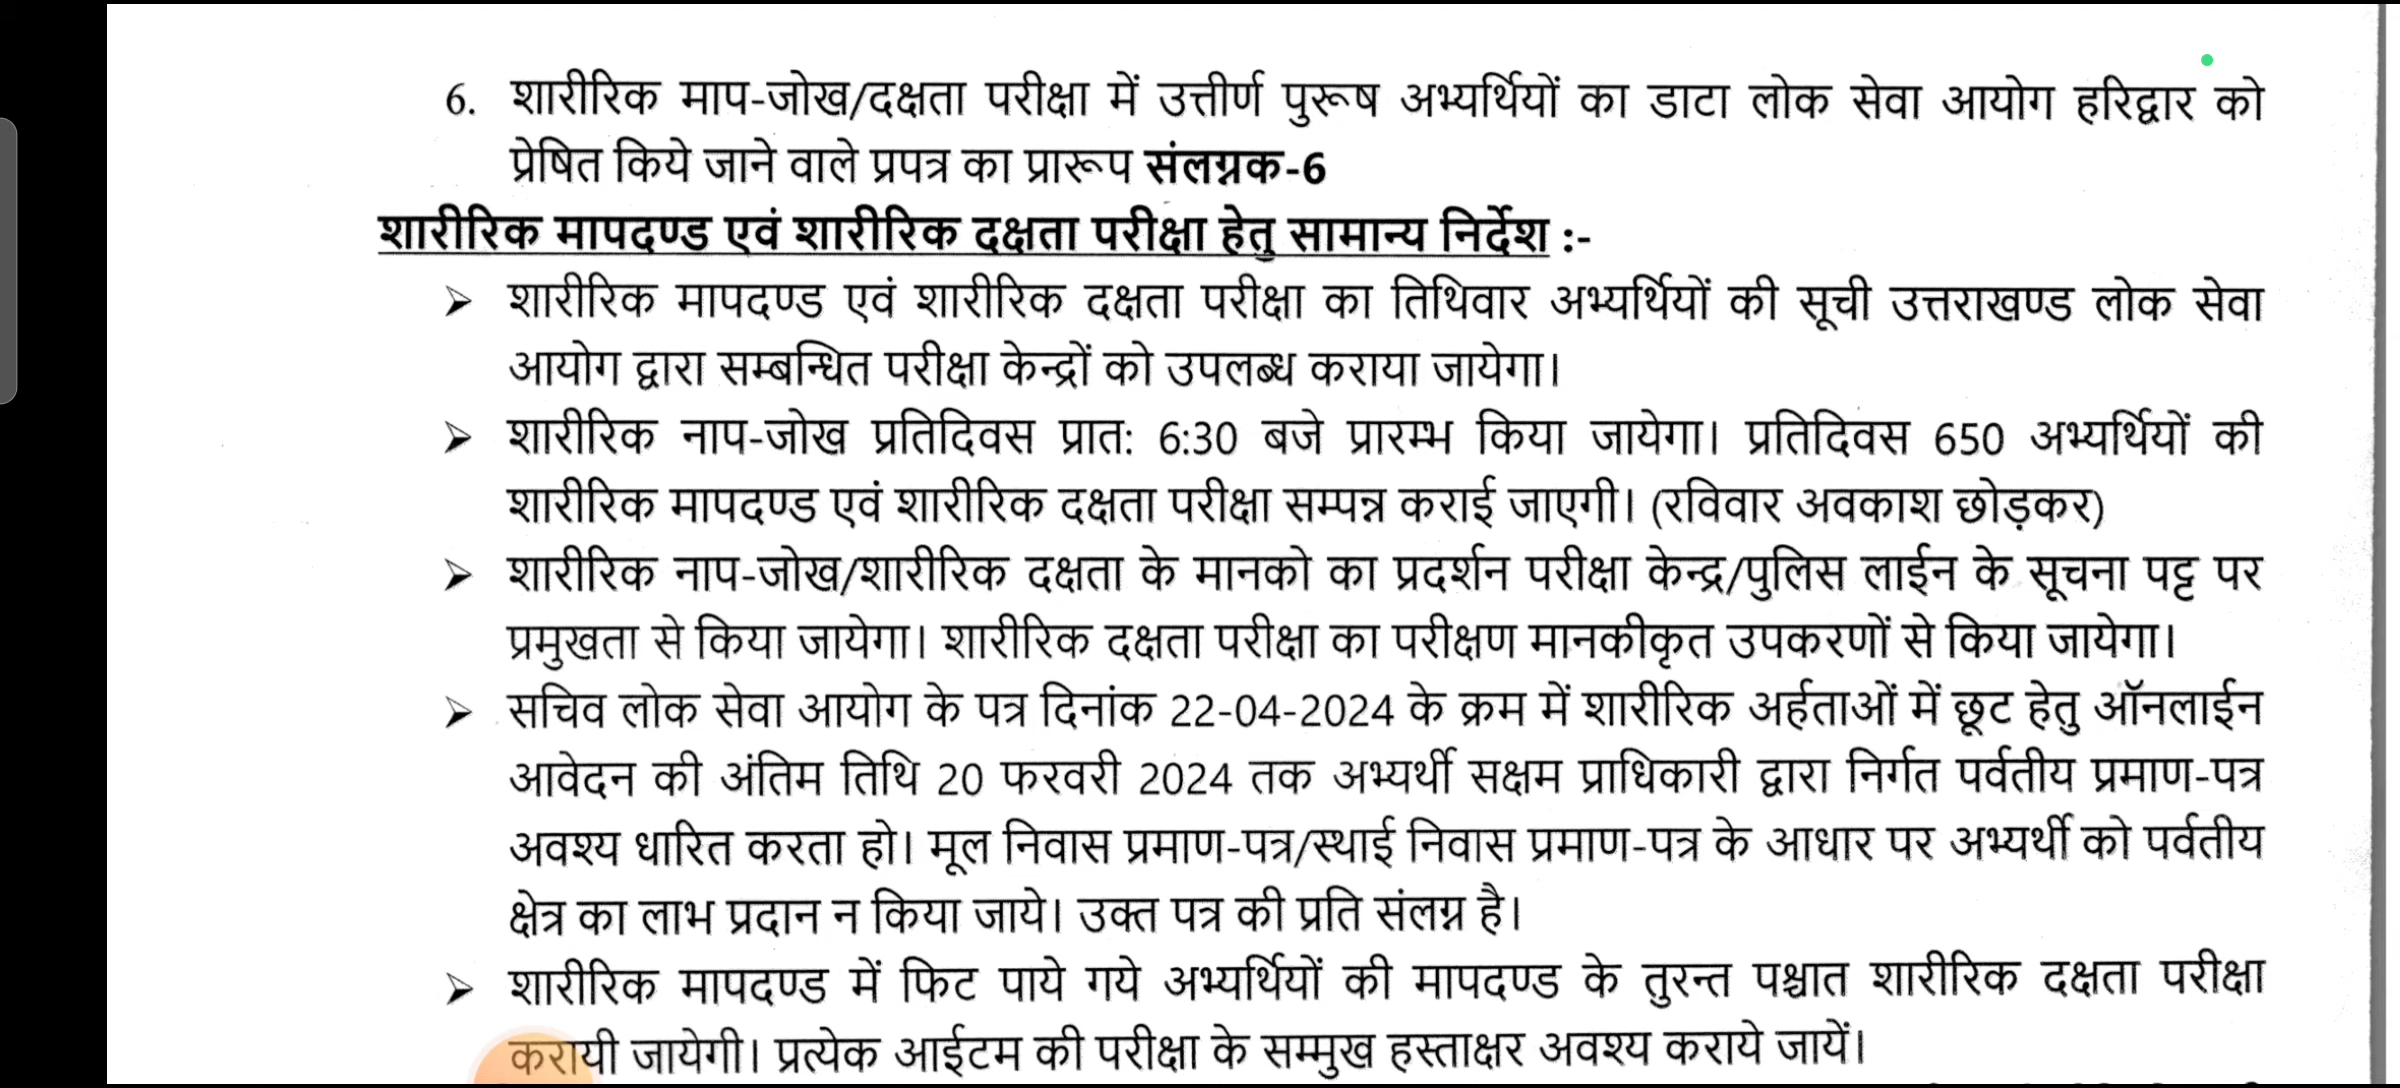 6. शारीरिक माप-जोख/दक्षता परीक्षा में उत्तीर्ण पुरूष अभ्यर्थियों का डाटा लोक सेवा आयोग हरिद्वार को
प्रेषित किये जाने वाले प्रपत्र का प्रारूप संलग्नक-6
शारीरिक मापदण्ड एवं शारीरिक दक्षता परीक्षा हेतु सामान्य निर्देश :-
➢ शारीरिक मापदण्ड एवं शारीरिक दक्षता परीक्षा का तिथिवार अभ्यर्थियों की सूची उत्तराखण्ड लोक सेवा
आयोग द्वारा सम्बन्धित परीक्षा केन्द्रों को उपलब्ध कराया जायेगा।
➢ शारीरिक नाप-जोख प्रतिदिवस प्रात: 6:30 बजे प्रारम्भ किया जायेगा। प्रतिदिवस 650 अभ्यर्थियों की
शारीरिक मापदण्ड एवं शारीरिक दक्षता परीक्षा सम्पन्न कराई जाएगी। (रविवार अवकाश छोड़कर)
➢ शारीरिक नाप-जोख/शारीरिक दक्षता के मानको का प्रदर्शन परीक्षा केन्द्र/पुलिस लाईन के सूचना पट्ट पर
प्रमुखता से किया जायेगा। शारीरिक दक्षता परीक्षा का परीक्षण मानकीकृत उपकरणों से किया जायेगा।
➢ सचिव लोक सेवा आयोग के पत्र दिनांक 22-04-2024 के क्रम में शारीरिक अर्हताओं में छूट हेतु ऑनलाईन
आवेदन की अंतिम तिथि 20 फरवरी 2024 तक अभ्यर्थी सक्षम प्राधिकारी द्वारा निर्गत पर्वतीय प्रमाण-पत्र
अवश्य धारित करता हो। मूल निवास प्रमाण-पत्र/स्थाई निवास प्रमाण-पत्र के आधार पर अभ्यर्थी को पर्वतीय
क्षेत्र का लाभ प्रदान न किया जाये। उक्त पत्र की प्रति संलग्न है।
➢ शारीरिक मापदण्ड में फिट पाये गये अभ्यर्थियों की मापदण्ड के तुरन्त पश्चात शारीरिक दक्षता परीक्षा
करायी जायेगी। प्रत्येक आईटम की परीक्षा के सम्मुख हस्ताक्षर अवश्य कराये जायें।